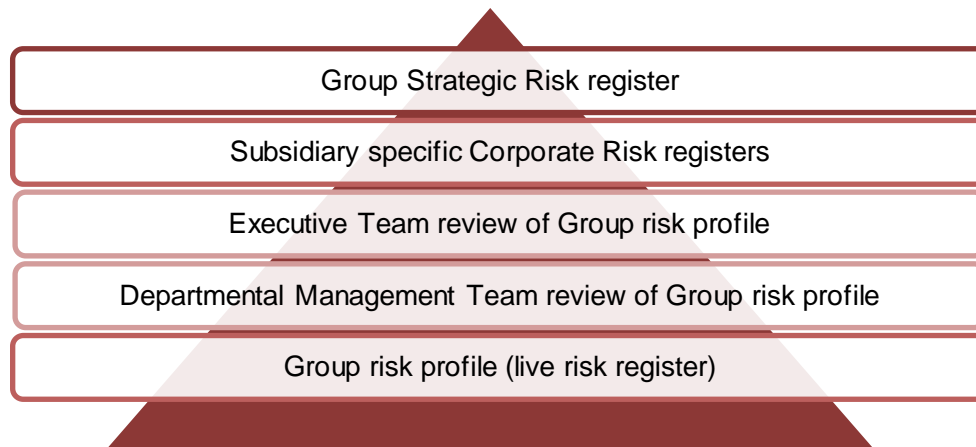 Group Strategic Risk register
Subsidiary specific Corporate Risk registers
Executive Team review of Group risk profile
Departmental Management Team review of Group risk profile
Group risk profile (live risk register)